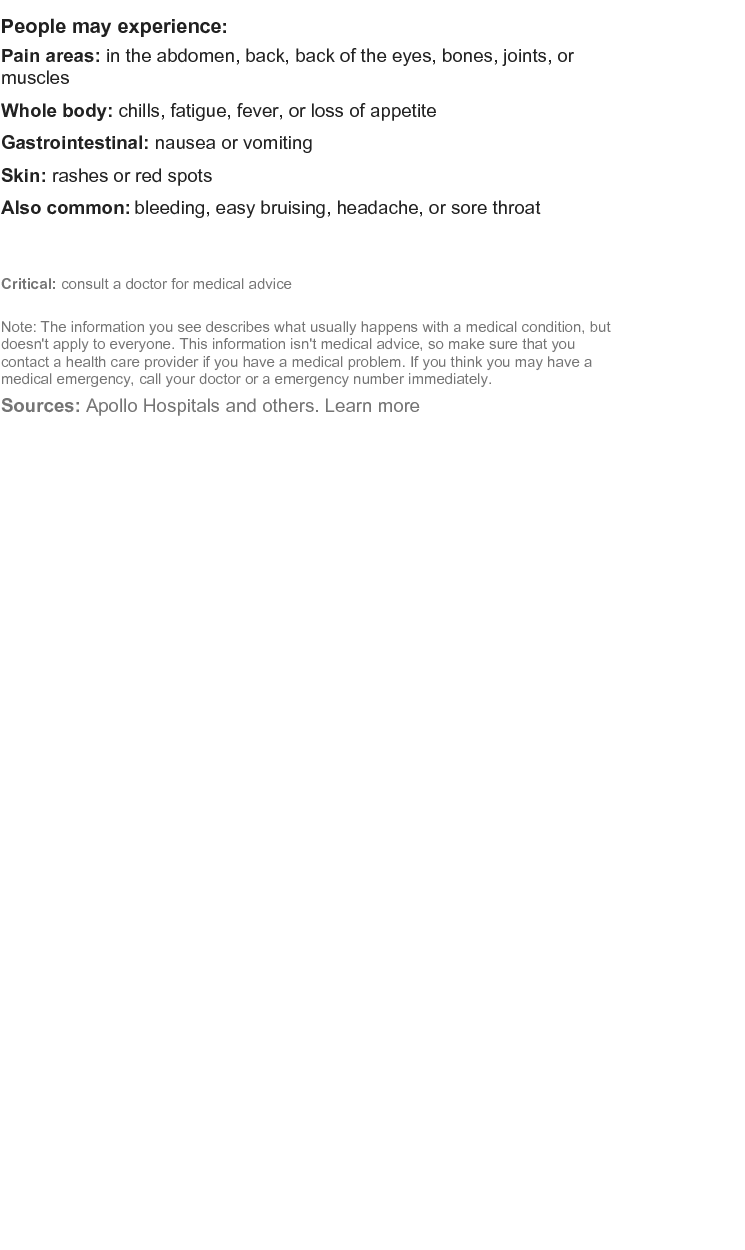 People may experience:
Pain areas: in the abdomen, back, back of the eyes, bones, joints, or
muscles
Whole body: chills, fatigue, fever, or loss of appetite
Gastrointestinal: nausea or vomiting
Skin: rashes or red spots
Also common: bleeding, easy bruising, headache, or sore throat
Critical: consult a doctor for medical advice
Note: The information you see describes what usually happens with a medical condition, but
doesn't apply to everyone. This information isn't medical advice, so make sure that you
contact a health care provider if you have a medical problem. If you think you may have a
medical emergency, call your doctor or a emergency number immediately.
Sources: Apollo Hospitals and others. Learn more